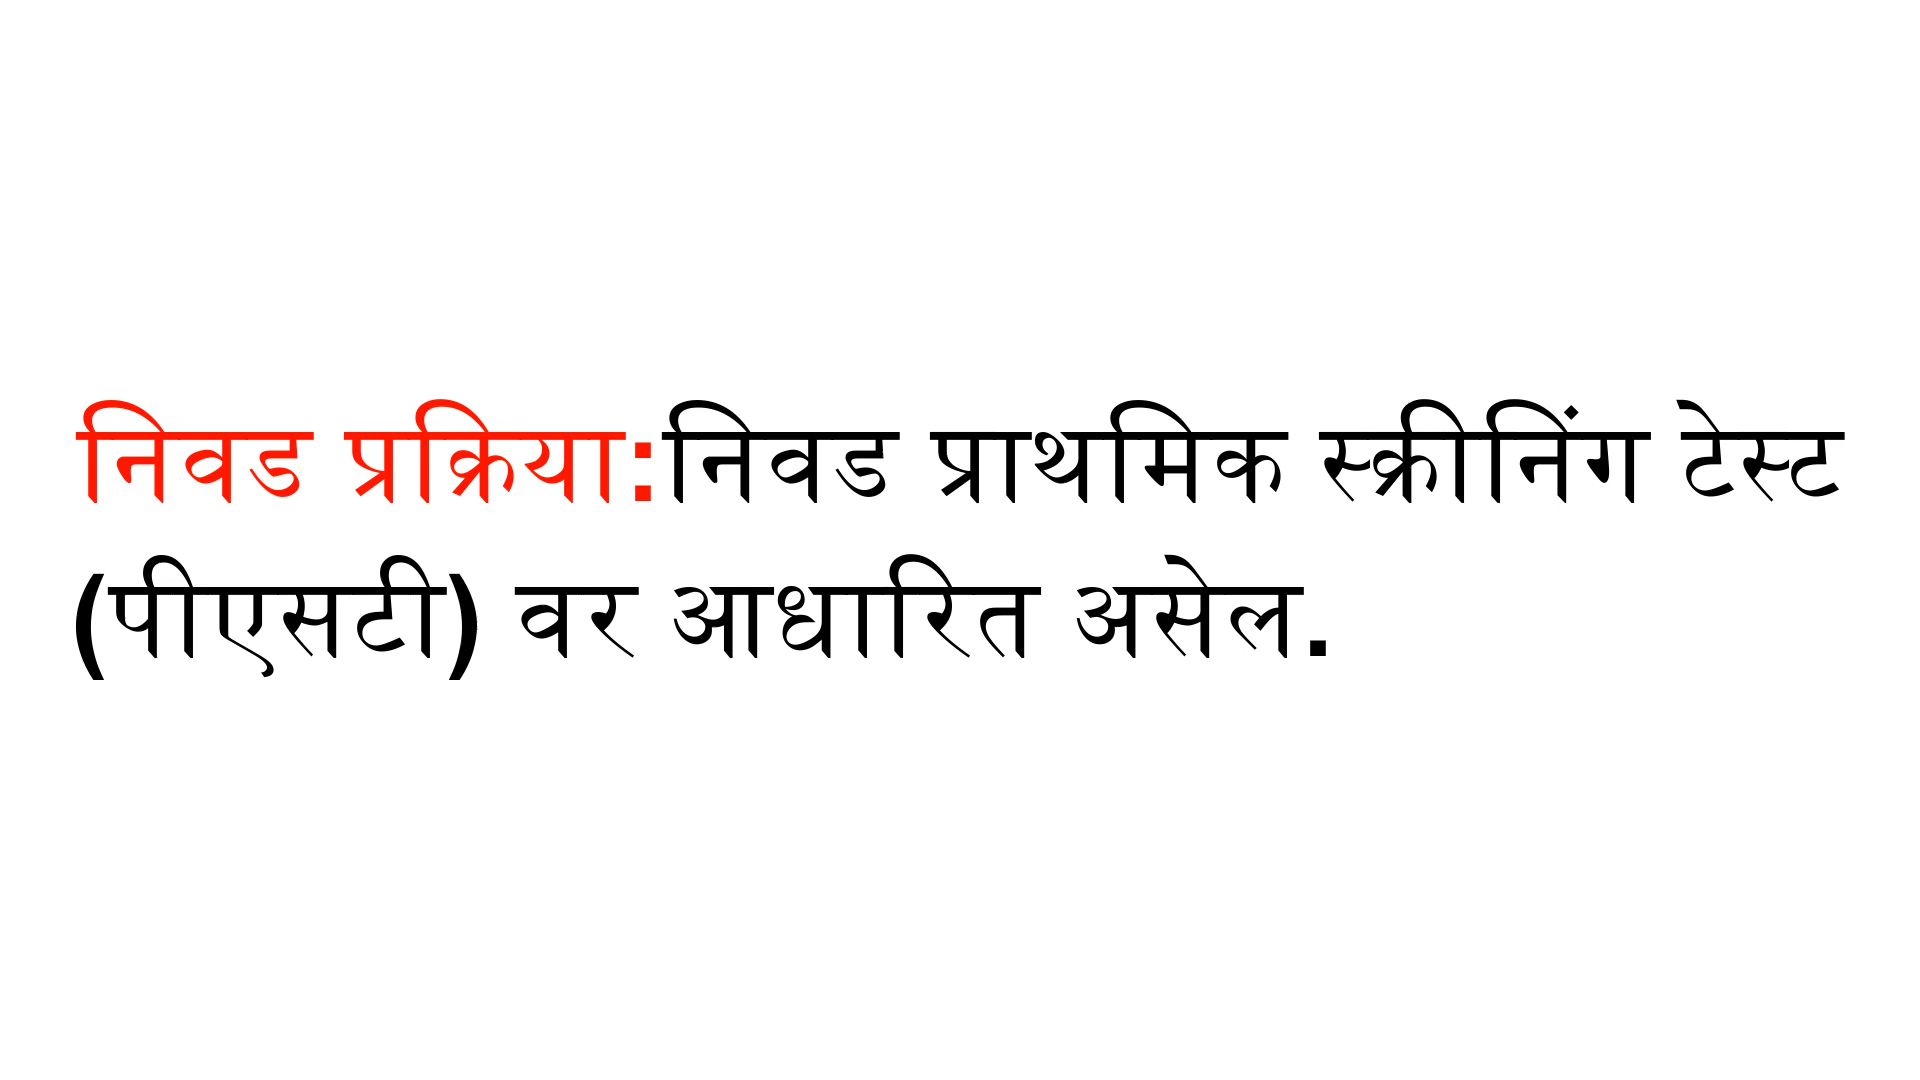 निवड प्रक्रिया:निवड प्राथमिक स्क्रीनिंग टेस्ट
(पीएसटी) वर आधारित असेल.